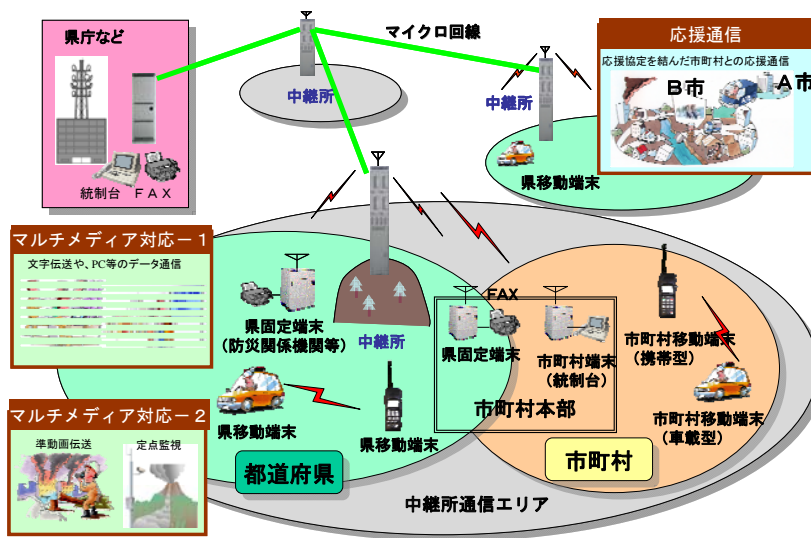 県庁など
統制台 FAX
中継所
マイクロ回線
中継所
県移動端末
応援通信
応援協定を結んだ市町村との応援通信
B市
A市
マルチメディア対応－1
文字伝送や、PC等のデータ通信
県固定端末
(防災関係機関等)
中継所
県移動端末
県移動端末
FAX
県固定端末
市町村端末
(統制台)
市町村本部
市町村移動端末
(携帯型)
市町村移動端末
(車載型)
マルチメディア対応－2
準動画伝送
定点監視
都道府県
市町村
中継所通信エリア